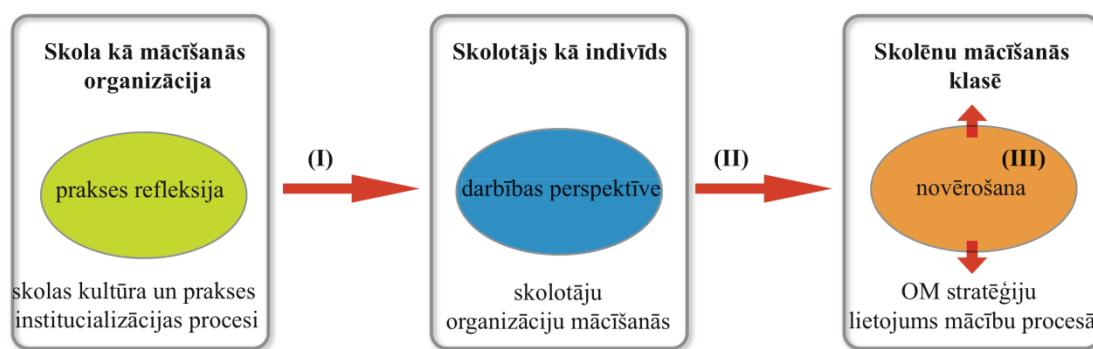 Skola kā mācīšanās
organizācija
prakses refleksija
skolas kultūra un prakses
institucializācijas procesi
(I)
Skolotājs kā indivīds
darbības perspektīve
skolotāju
organizāciju mācīšanās
(II)
Skolēnu mācīšanās
klasē
(III)
novērošana
OM stratēģiju
lietojums mācību procesā